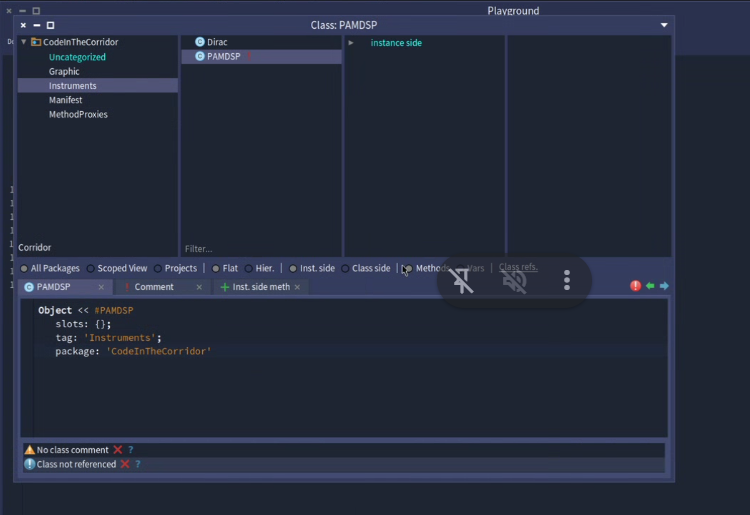 Playground
Class: PAMDSP
CodeInTheCorridor
Uncategorized
Graphic
Instruments
Manifest
MethodProxies
Dirac
PAMDSP
instance side
Corridor
Filter...
All Packages Scoped View Projects | Flat Hier. | Inst. side Class side | Methods Vars | Class refs.
PAMDSP × ! Comment × + Inst. side meth ×
Object << #PAMDSP
slots: {};
tag: 'Instruments';
package: 'CodeInTheCorridor'
No class comment ?
Class not referenced ?